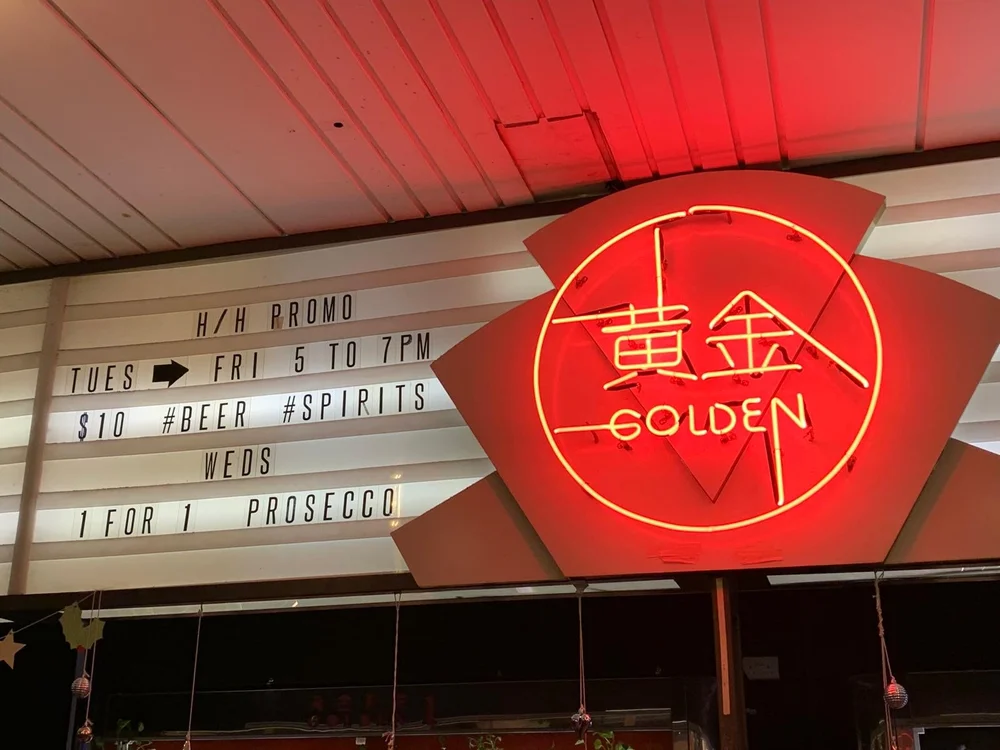 H/H PROMO
TUES ➡ FRI 5 TO 7PM
$10 #BEER #SPIRITS
WEDS
1 FOR 1 PROSECCO
黄金
GOLDEN